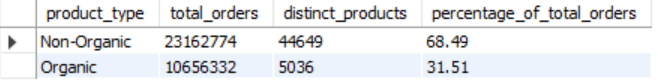 product_type total_orders distinct_products percentage_of_total_orders
Non-Organic 23162774 44649 68.49
Organic 10656332 5036 31.51